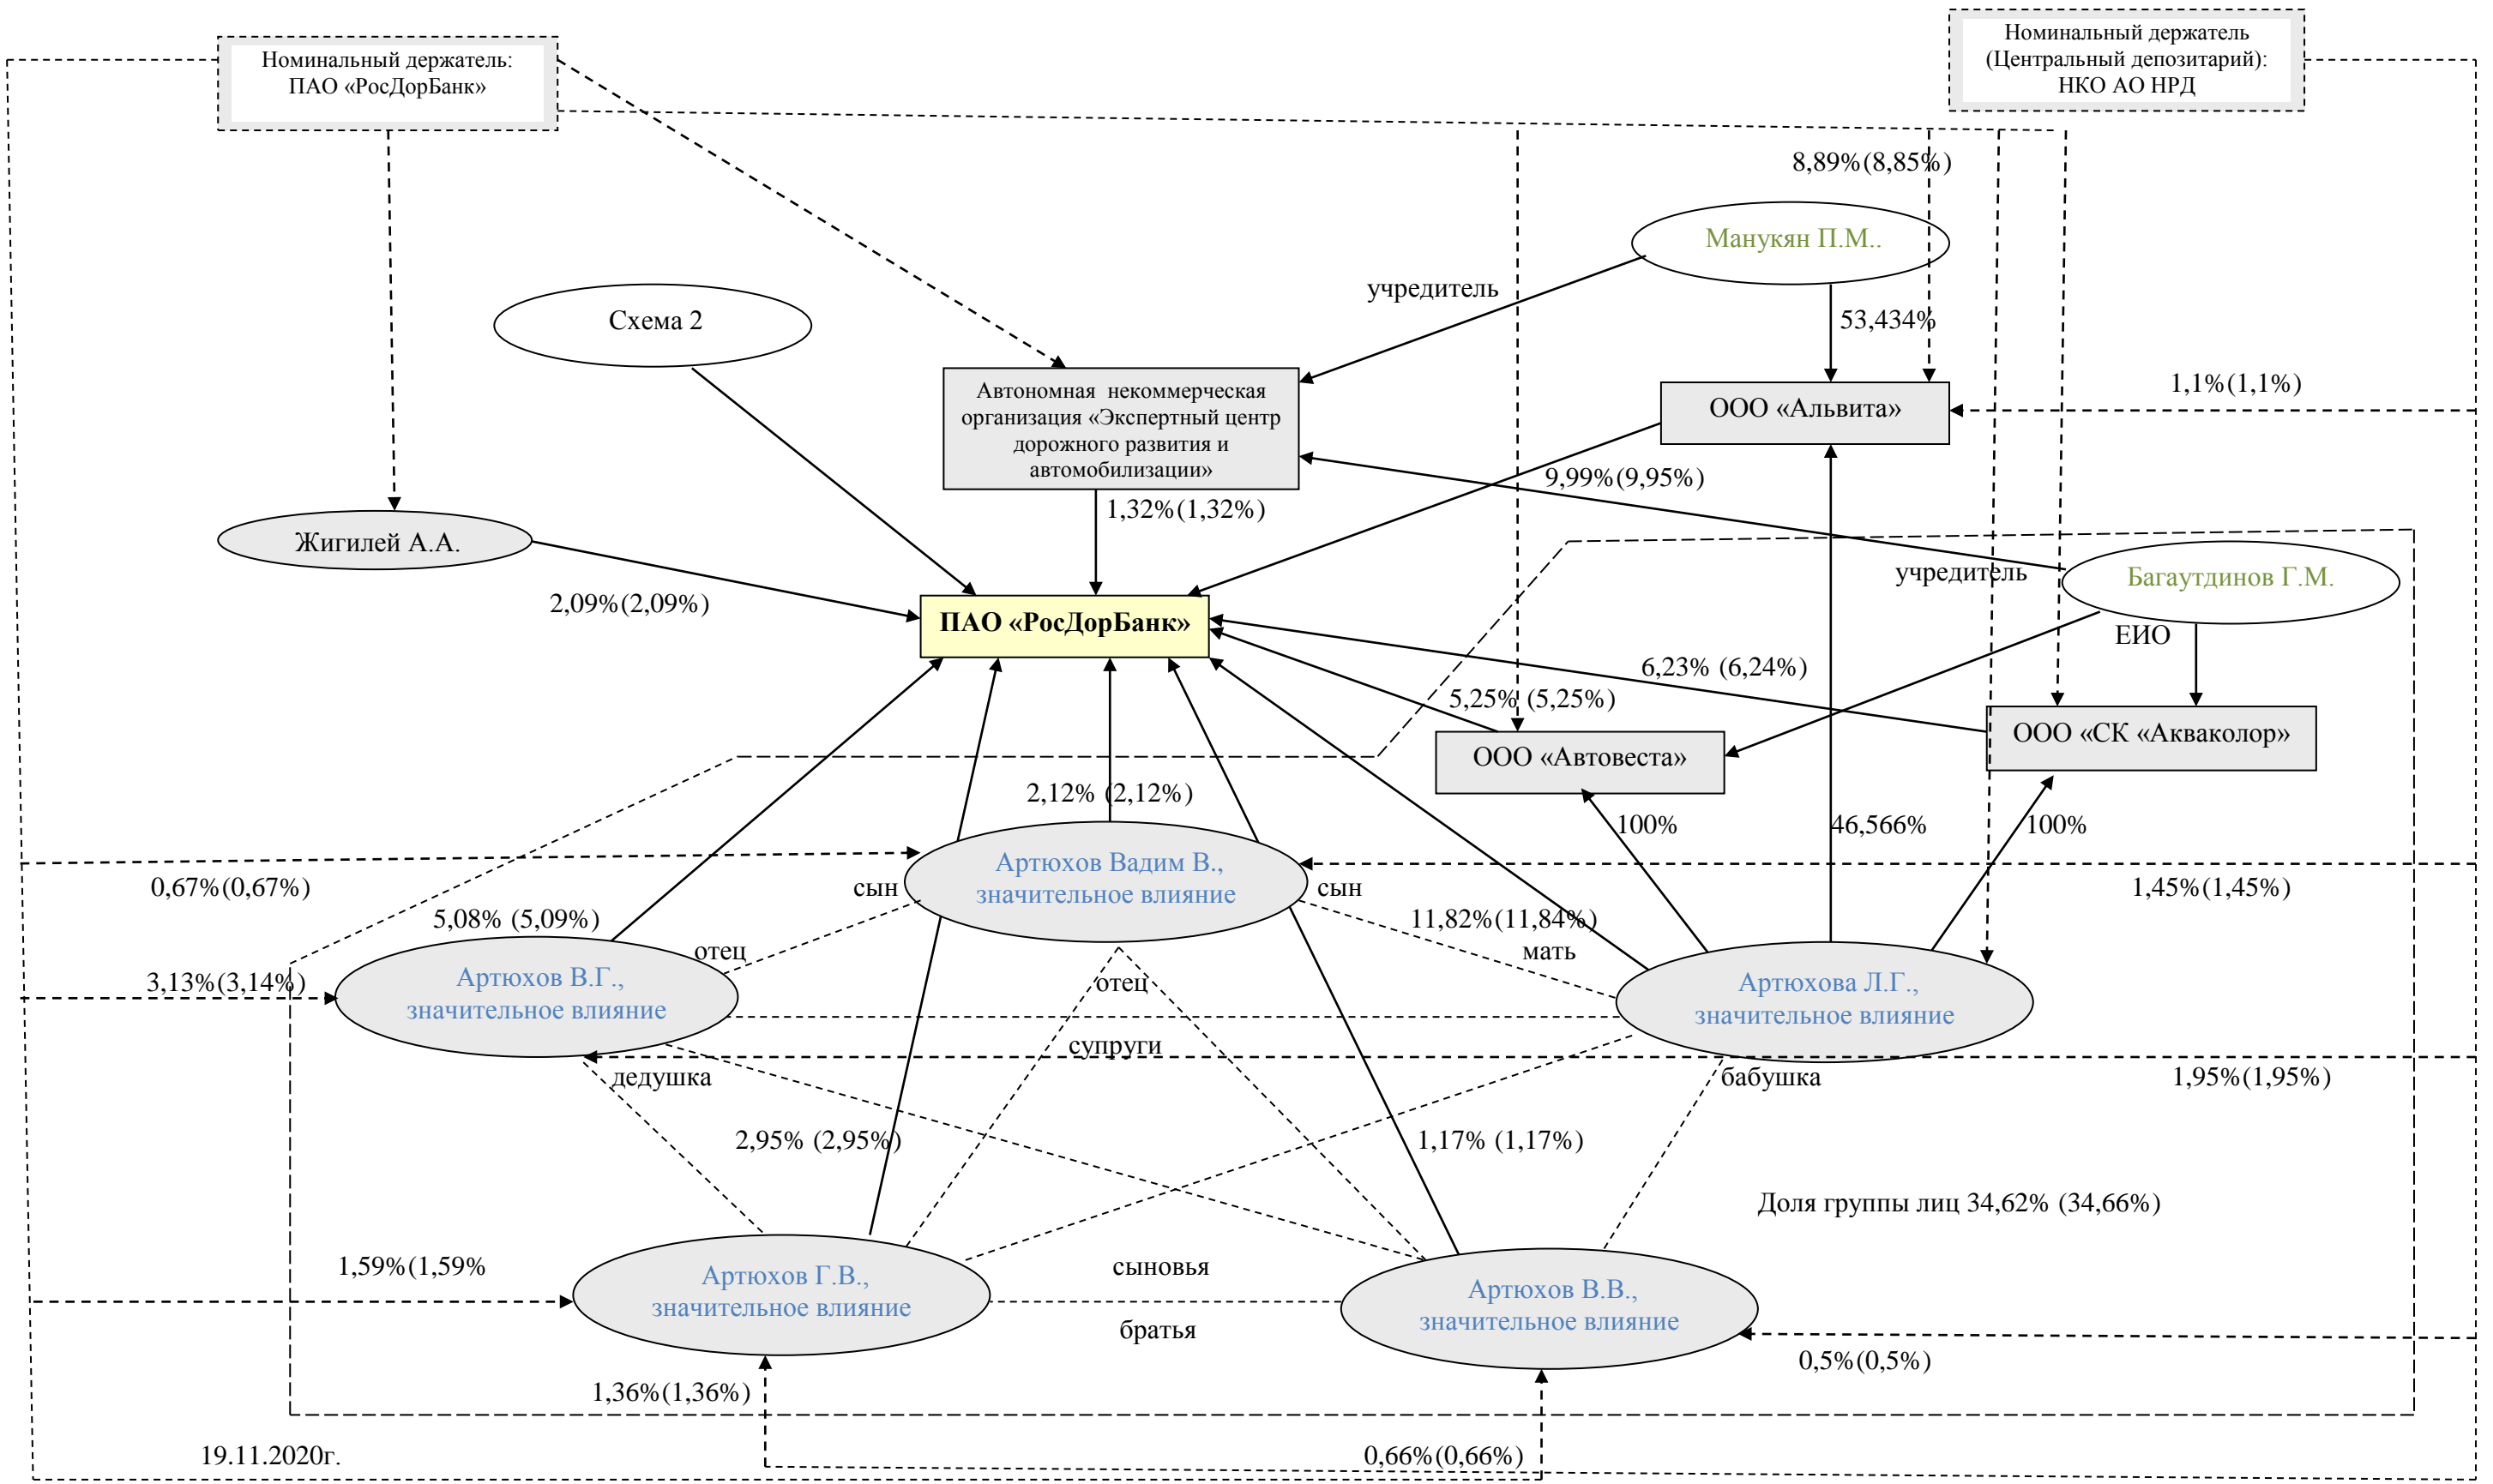 Номинальный держатель:
ПАО «РосДорБанк»
Номинальный держатель
(Центральный депозитарий):
НКО АО НРД
8,89%(8,85%)
Манукян П.М..
учредитель
Схема 2
53,434%
Автономная некоммерческая
организация «Экспертный центр
дорожного развития и
автомобилизации»
ООО «Альвита»
1,1%(1,1%)
9,99%(9,95%)
1,32%(1,32%)
Жигилей А.А.
учредитель
Багаутдинов Г.М.
2,09%(2,09%)
ПАО «РосДорБанк»
ЕИО
6,23% (6,24%)
5,25% (5,25%)
ООО «СК «Акваколор»
ООО «Автовеста»
2,12% (2,12%)
100%
46,566%
100%
Артюхов Вадим В.,
значительное влияние
0,67%(0,67%)
сын
сын
1,45%(1,45%)
5,08% (5,09%)
11,82%(11,84%)
отец
мать
3,13%(3,14%)
Артюхов В.Г.,
значительное влияние
отец
Артюхова Л.Г.,
значительное влияние
супруги
дедушка
бабушка
1,95%(1,95%)
2,95% (2,95%)
1,17% (1,17%)
Доля группы лиц 34,62% (34,66%)
1,59%(1,59%
Артюхов Г.В.,
значительное влияние
сыновья
Артюхов В.В.,
значительное влияние
братья
0,5%(0,5%)
1,36%(1,36%)
19.11.2020г.
0,66%(0,66%)